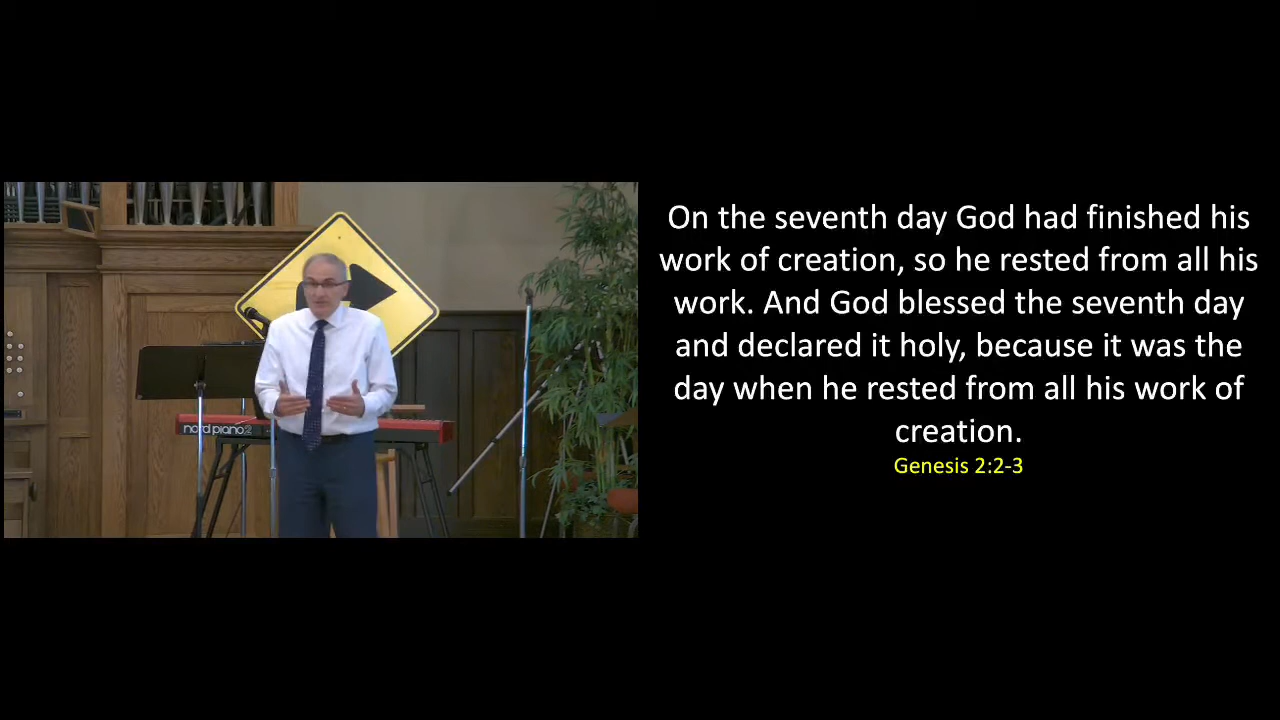 On the seventh day God had finished his
work of creation, so he rested from all his
work. And God blessed the seventh day
and declared it holy, because it was the
day when he rested from all his work of
creation.
Genesis 2:2-3
nord piano 2